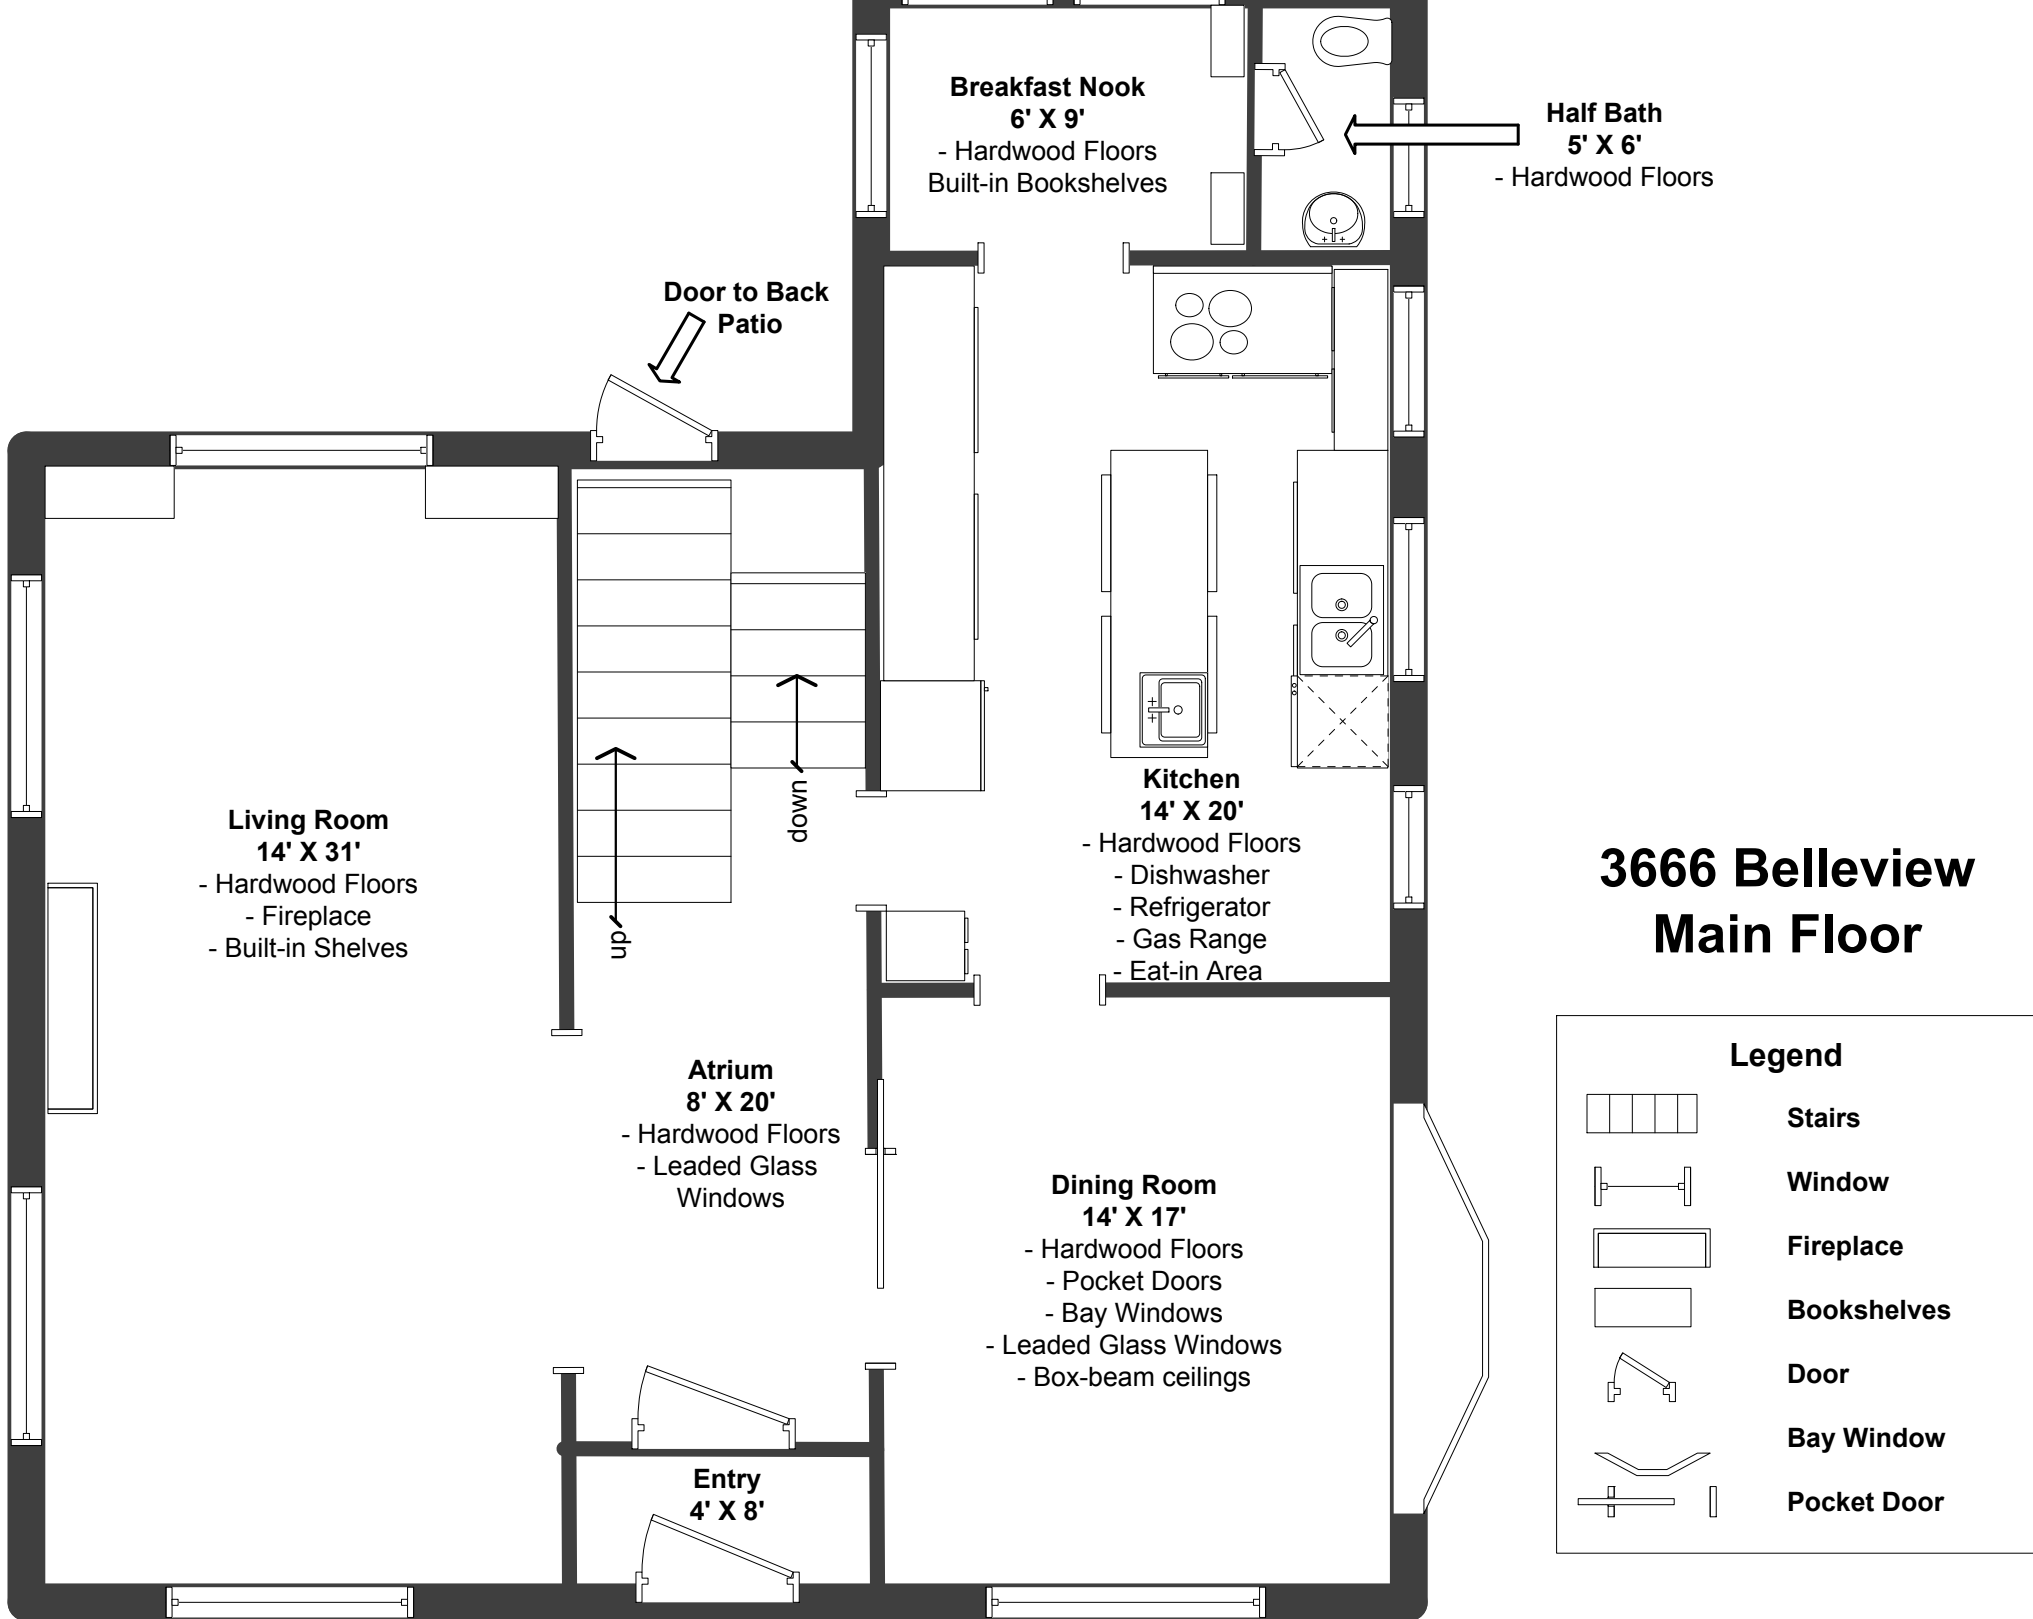 Breakfast Nook
6' X 9'
- Hardwood Floors
Built-in Bookshelves
Half Bath
5' X 6'
- Hardwood Floors
Door to Back
Patio
Living Room
14' X 31'
- Hardwood Floors
- Fireplace
- Built-in Shelves
up
down
Kitchen
14' X 20'
- Hardwood Floors
- Dishwasher
- Refrigerator
- Gas Range
- Eat-in Area
Atrium
8' X 20'
- Hardwood Floors
- Leaded Glass
Windows
Dining Room
14' X 17'
- Hardwood Floors
- Pocket Doors
- Bay Windows
- Leaded Glass Windows
- Box-beam ceilings
Entry
4' X 8'
3666 Belleview
Main Floor
Legend
Stairs
Window
Fireplace
Bookshelves
Door
Bay Window
Pocket Door